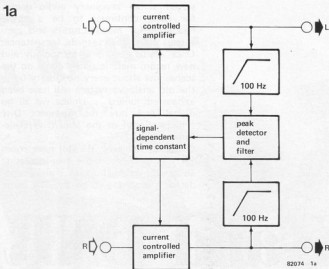 1a
L
current
controlled
amplifier
L
100 Hz
signal-
dependent
time constant
peak
detector
and
filter
100 Hz
R
current
controlled
amplifier
R
82074 1a